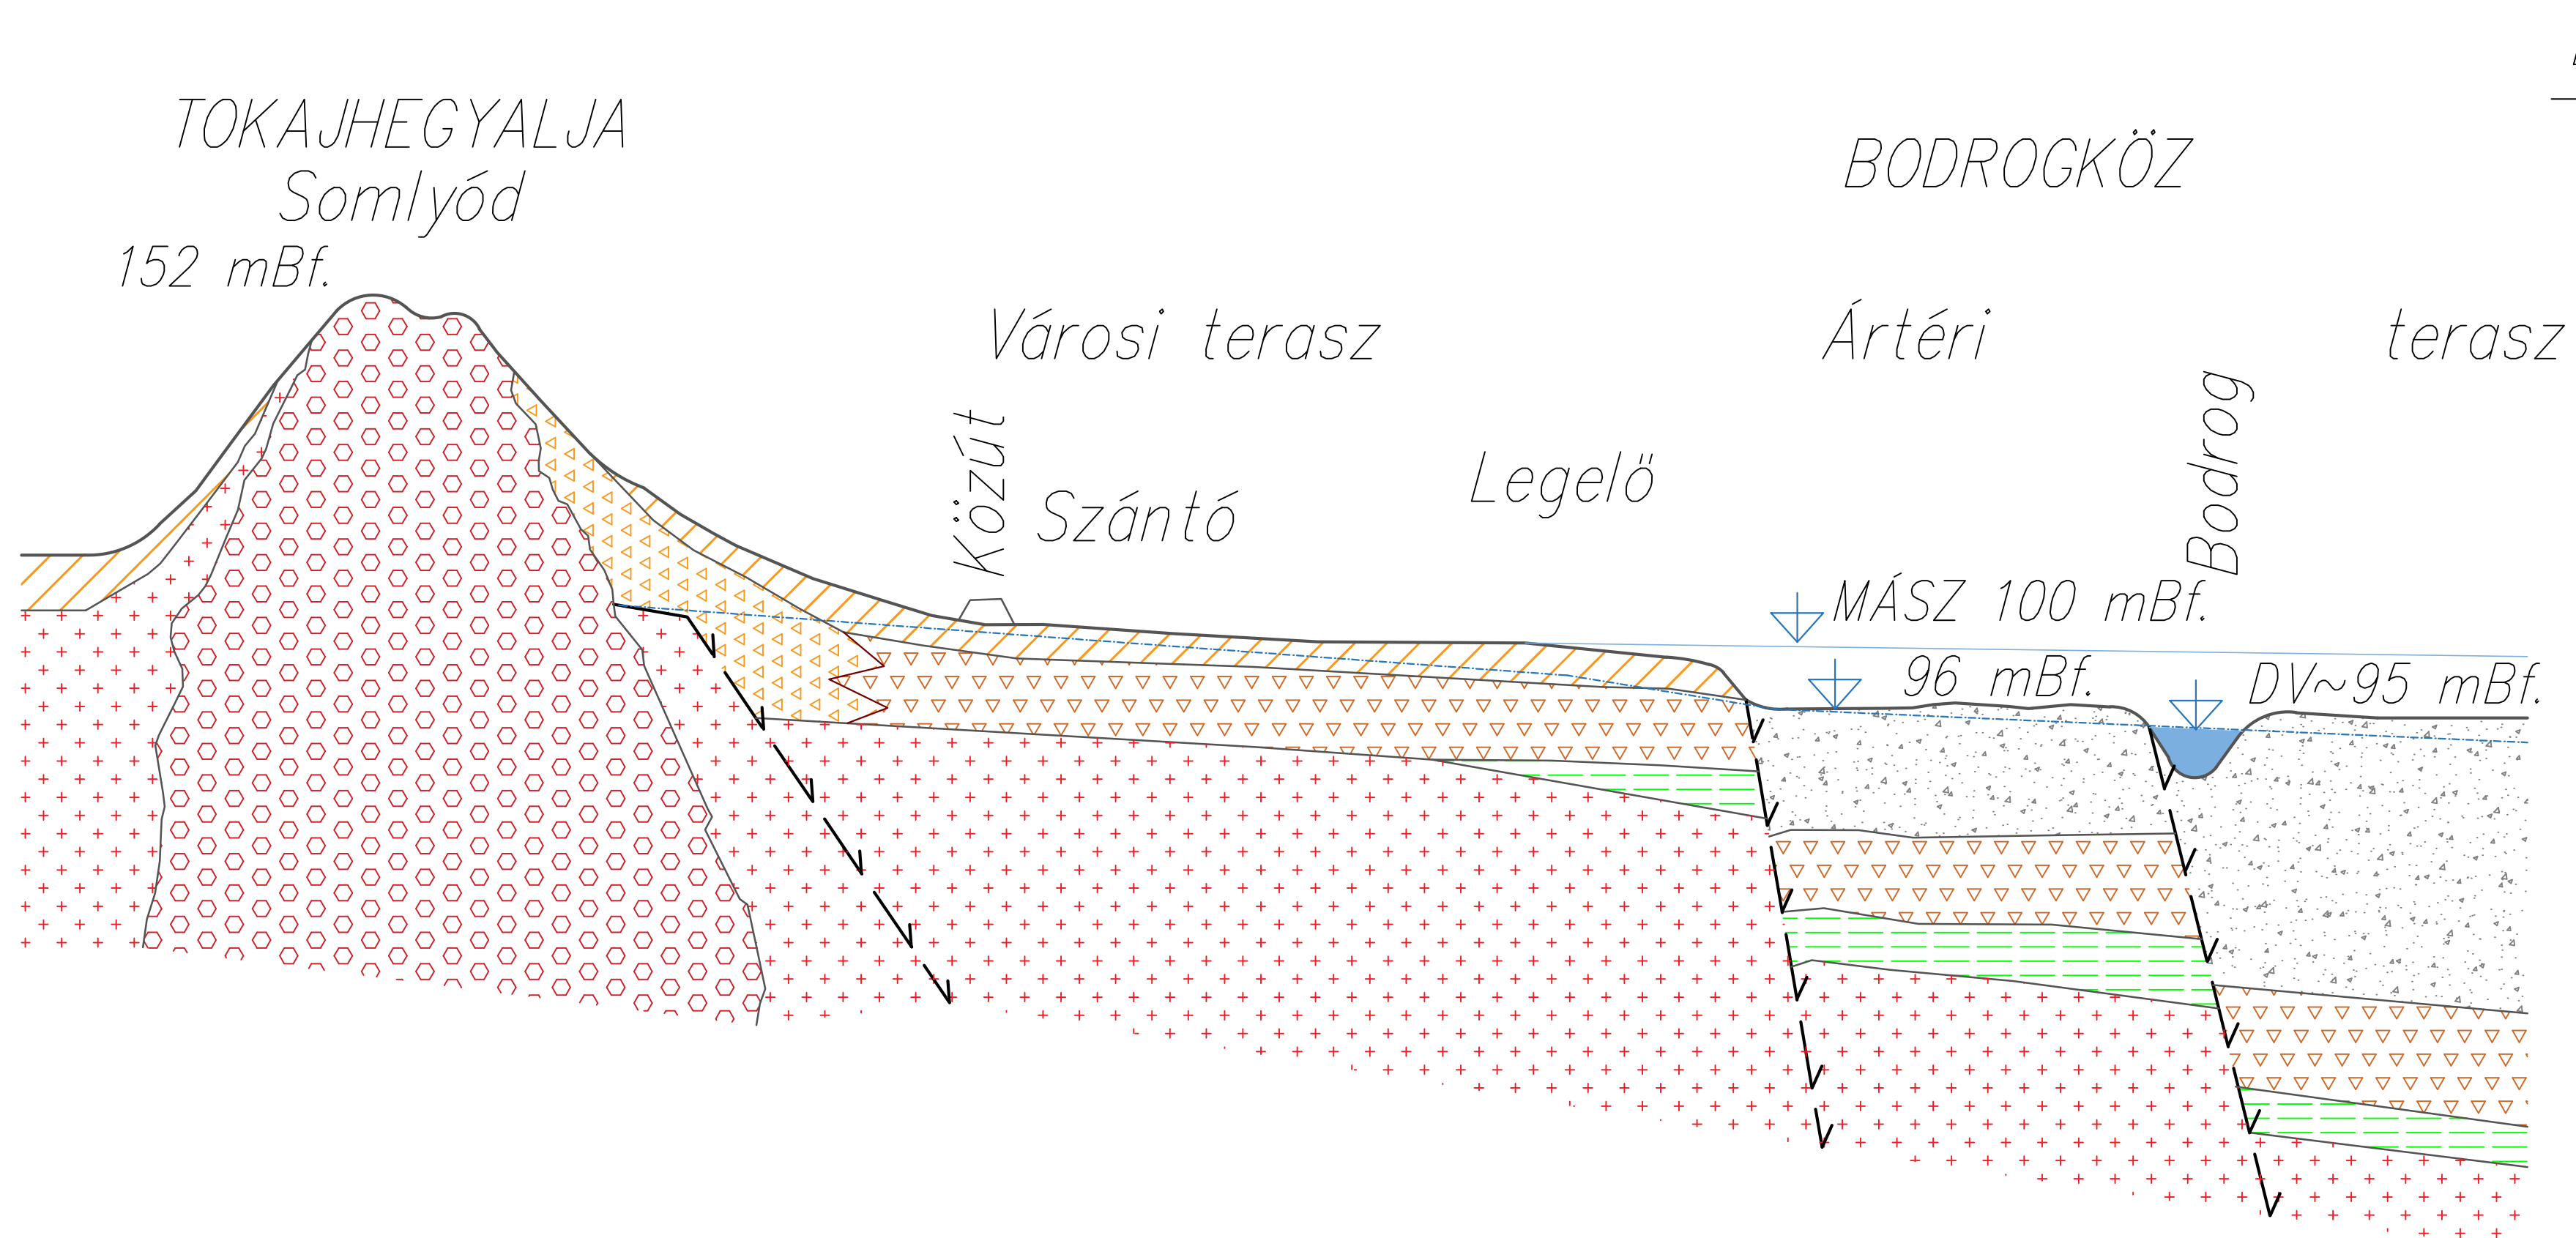 TOKAJHEGYALJA
Somlyód
152 mBf.
BODROGKÖZ
Városi terasz
Ártéri terasz
Közút
Szántó
Legelö
Bodrog
MÁSZ 100 mBf.
96 mBf.
DV~95 mBf.